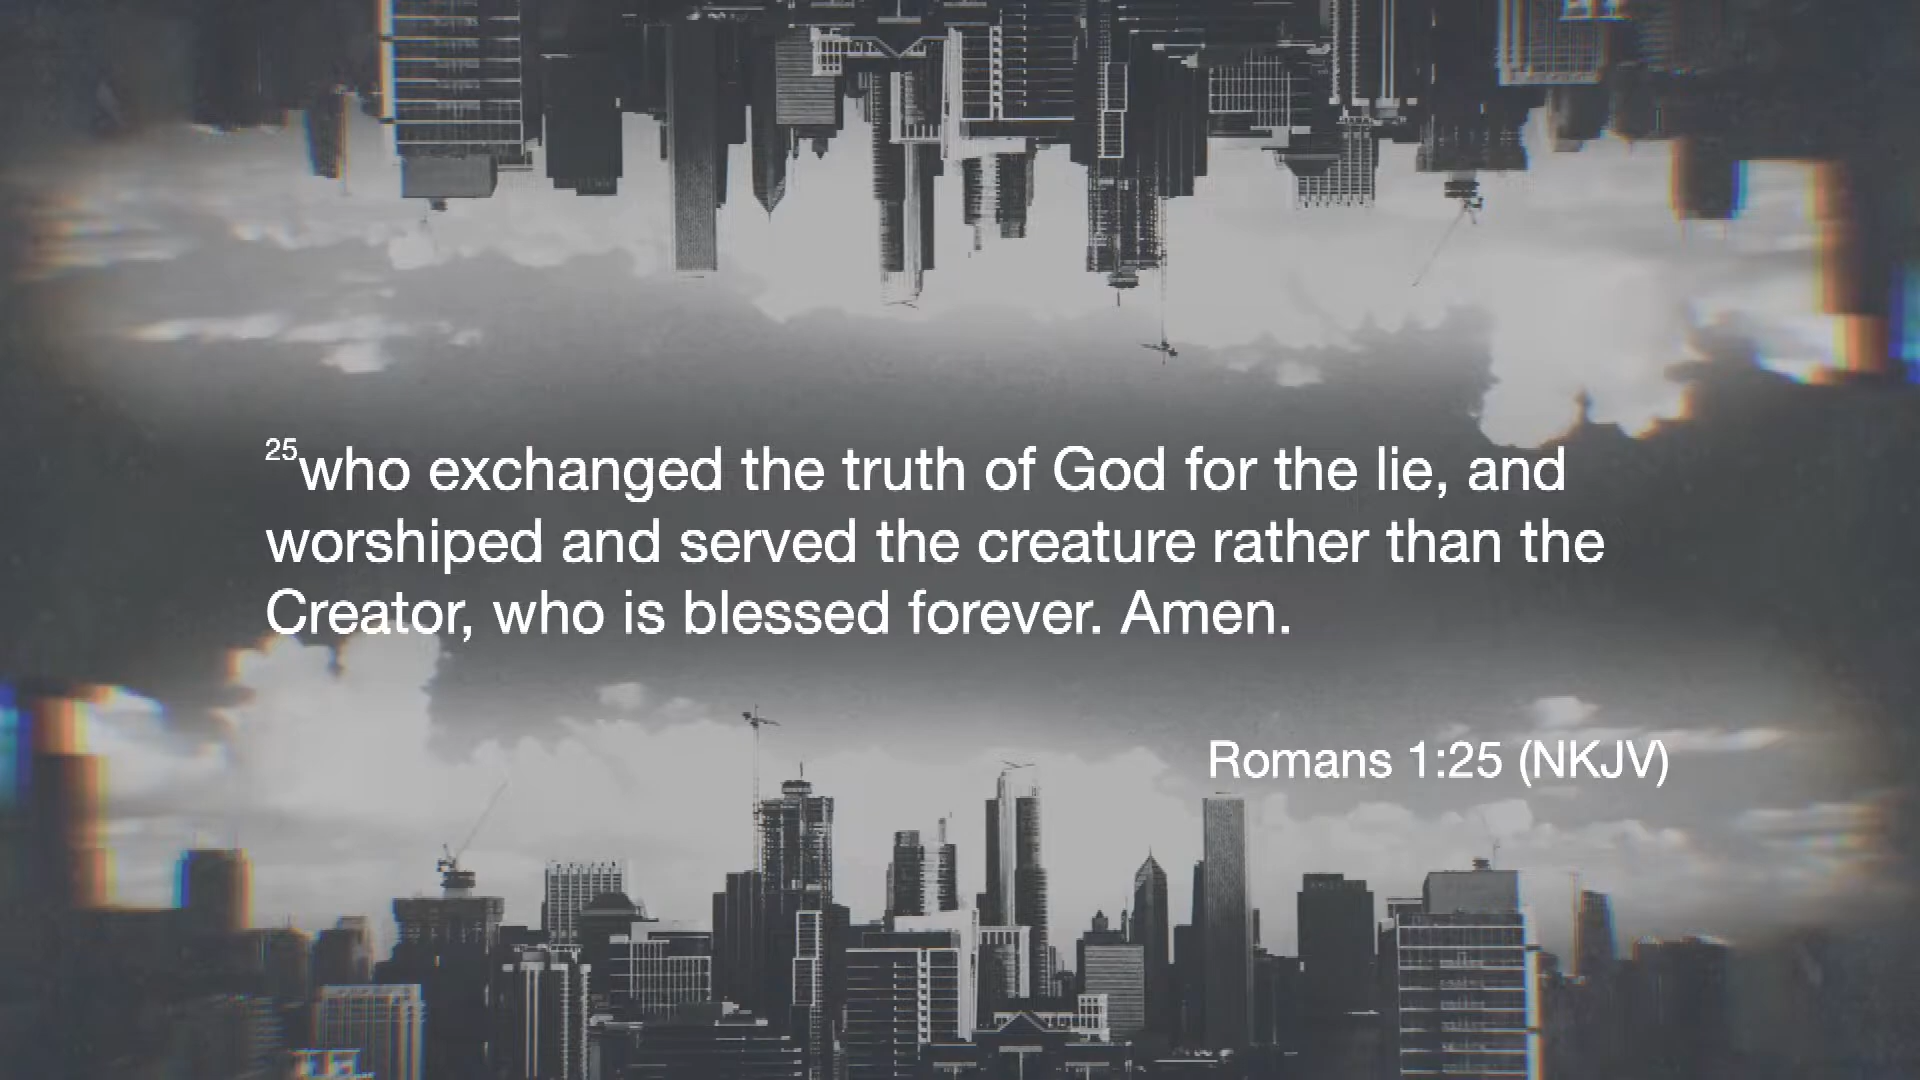 25who exchanged the truth of God for the lie, and
worshiped and served the creature rather than the
Creator, who is blessed forever. Amen.
Romans 1:25 (NKJV)